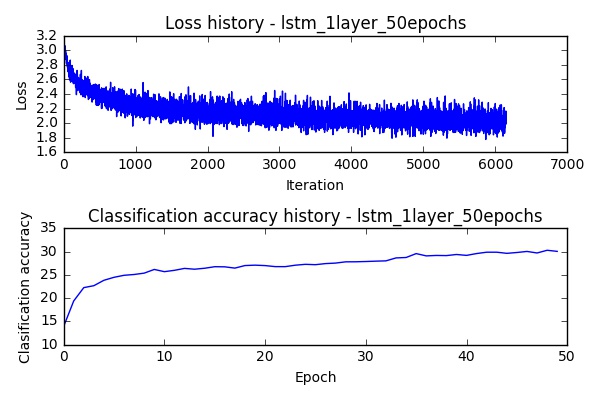 Loss history - lstm_1layer_50epochs
3.2
3.0
2.8
2.6
2.4
2.2
2.0
1.8
1.6
Loss
0 1000 2000 3000 4000 5000 6000 7000
Iteration
Classification accuracy history - lstm_1layer_50epochs
35
30
25
20
15
10
Clasification accuracy
0 10 20 30 40 50
Epoch